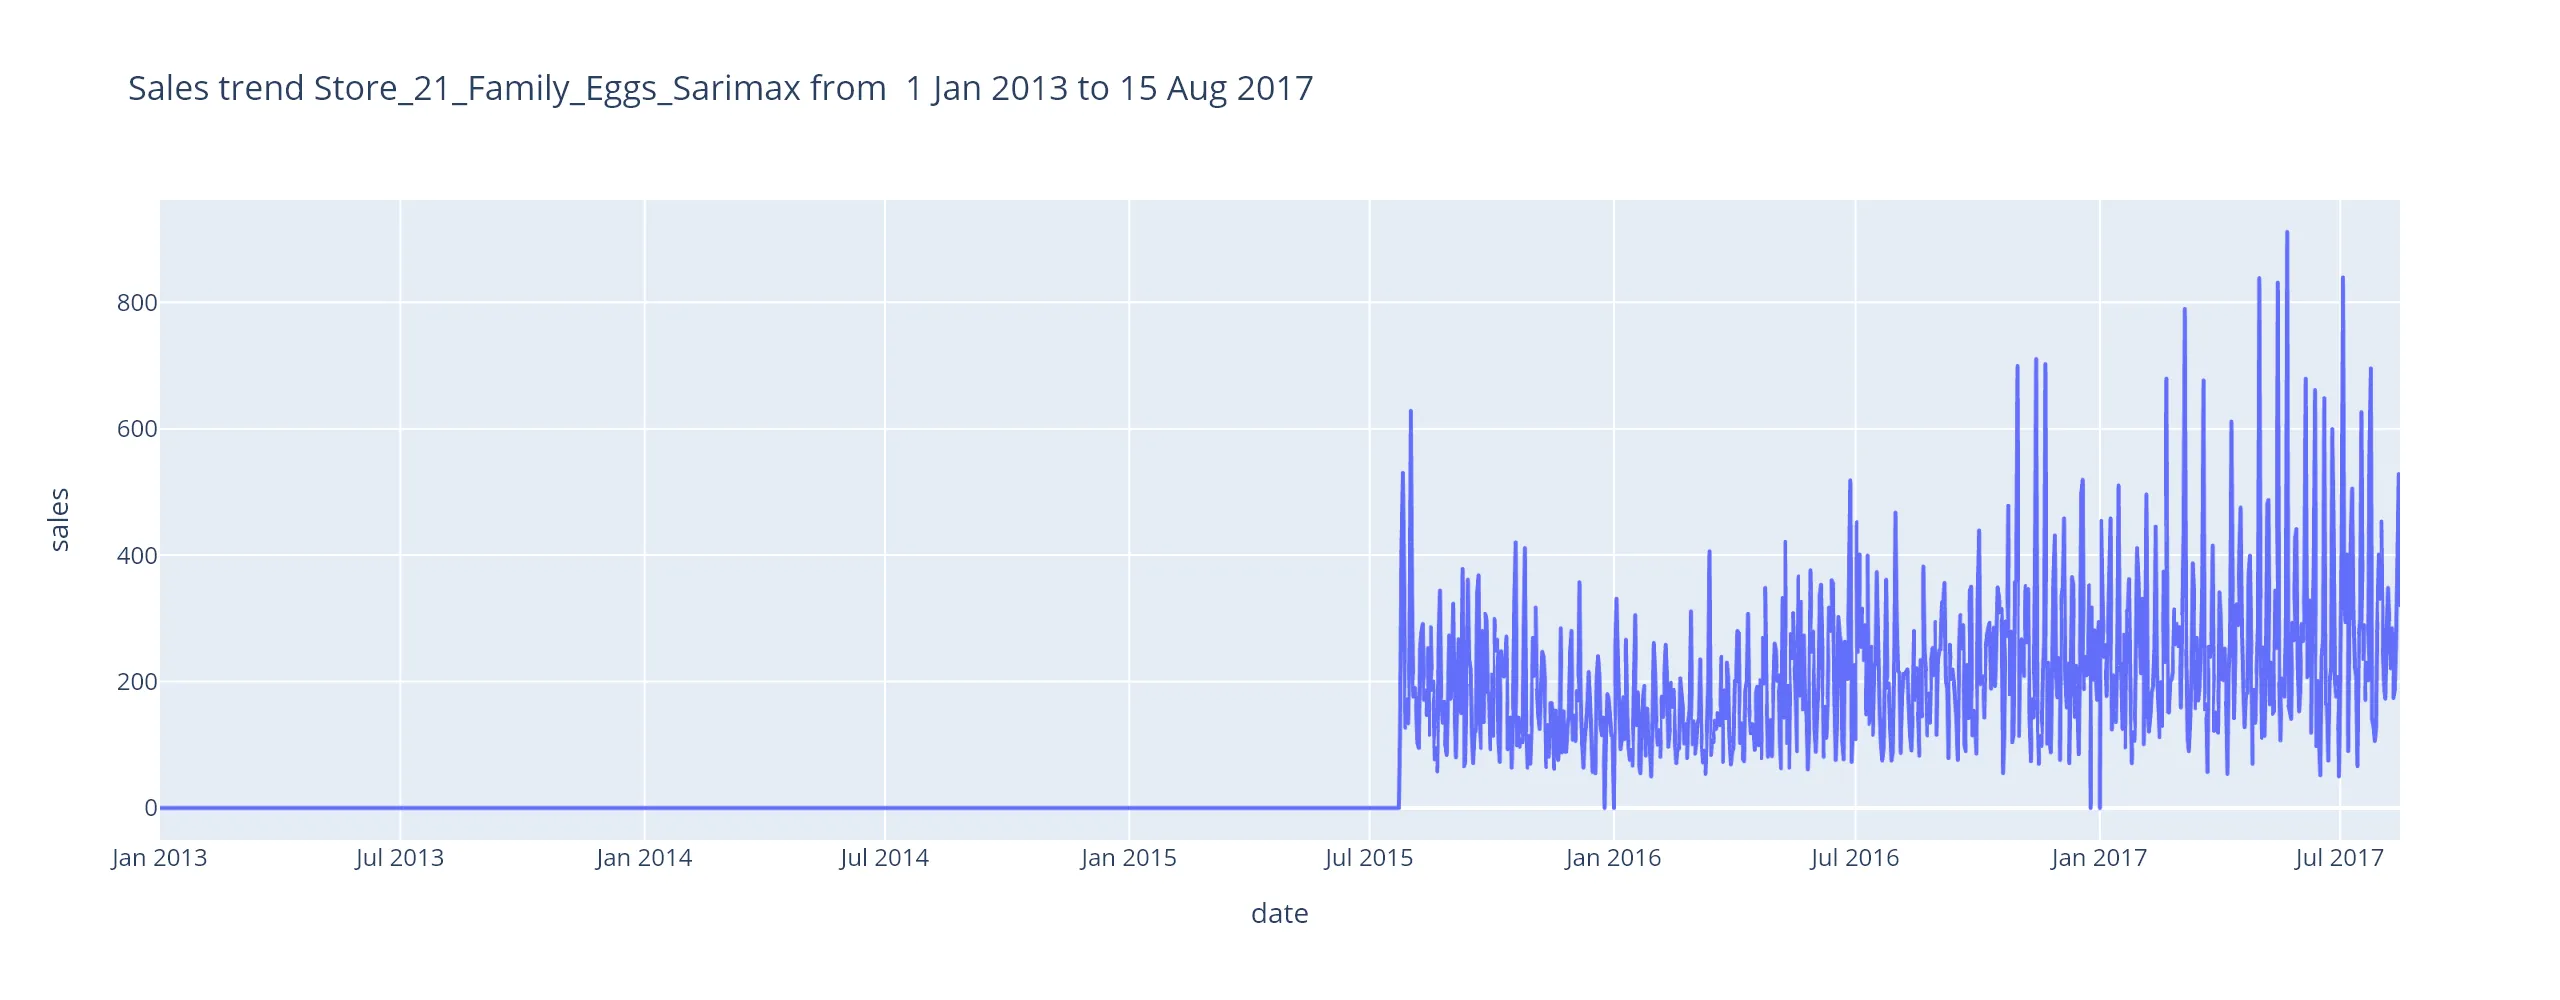 Sales trend Store_21_Family_Eggs_Sarimax from  1 Jan 2013 to 15 Aug 2017
sales
800
600
400
200
0
Jan 2013 Jul 2013 Jan 2014 Jul 2014 Jan 2015 Jul 2015 Jan 2016 Jul 2016 Jan 2017 Jul 2017
date